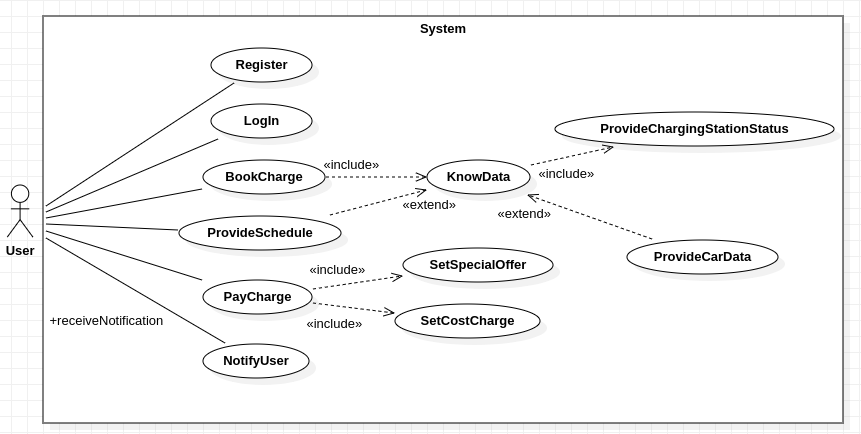 System
Register
LogIn
BookCharge
«include»
KnowData
ProvideChargingStationStatus
«include»
ProvideSchedule
«extend»
«extend»
ProvideCarData
User
PayCharge
«include»
SetSpecialOffer
«include»
SetCostCharge
+receiveNotification
NotifyUser